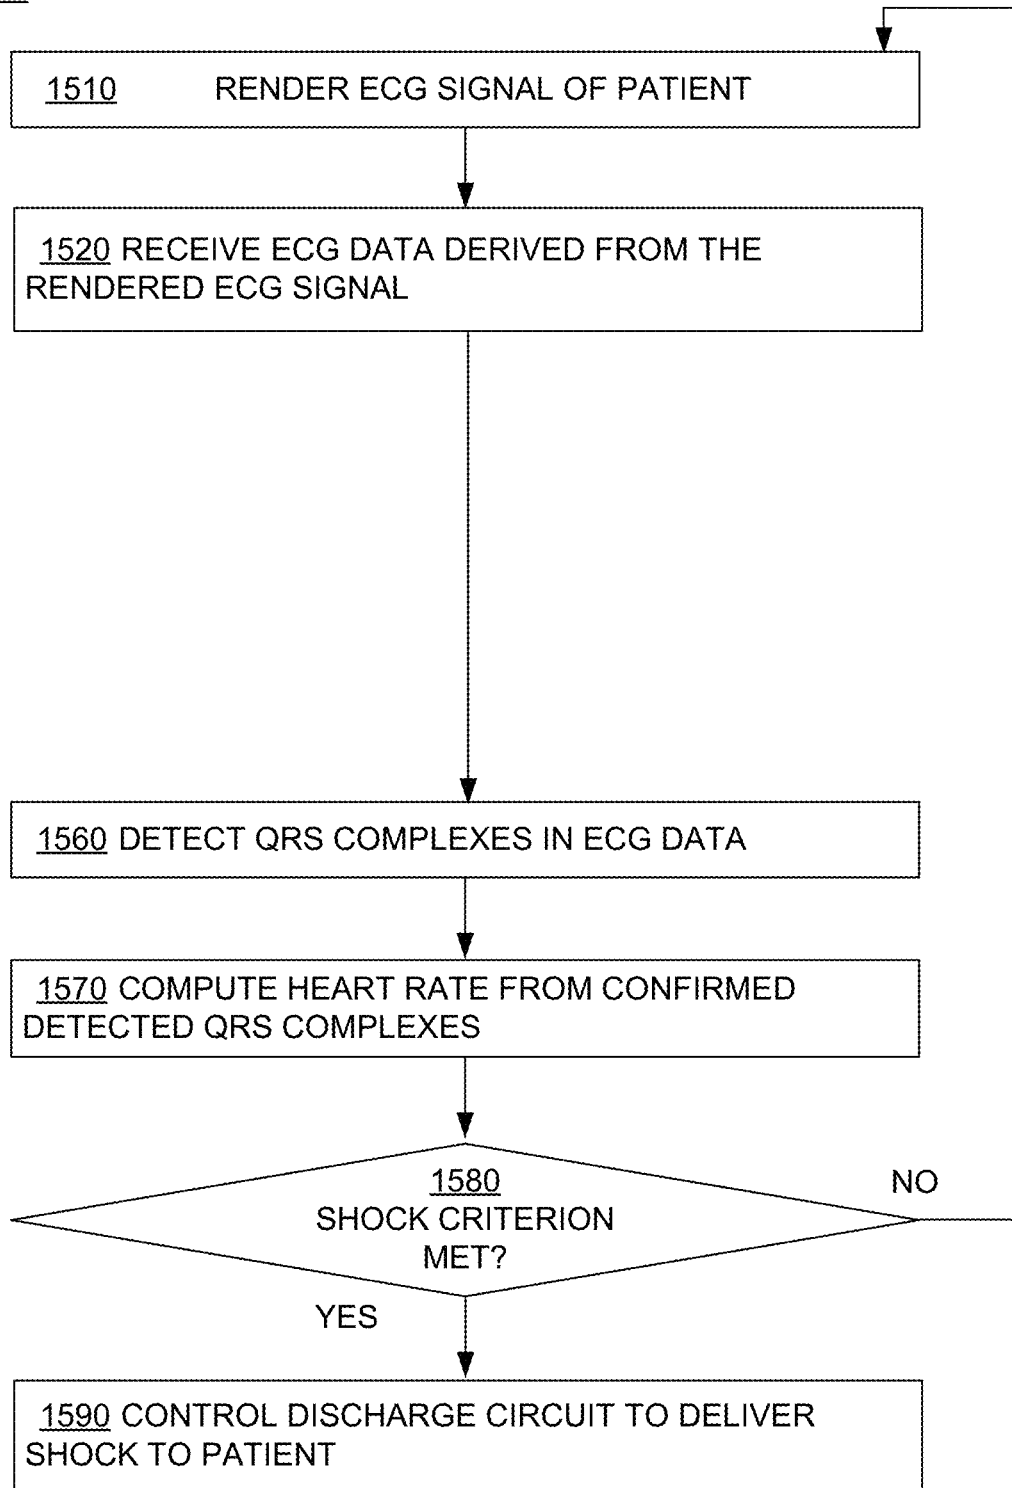 1510 RENDER ECG SIGNAL OF PATIENT
1520 RECEIVE ECG DATA DERIVED FROM THE
RENDERED ECG SIGNAL
1560 DETECT QRS COMPLEXES IN ECG DATA
1570 COMPUTE HEART RATE FROM CONFIRMED
DETECTED QRS COMPLEXES
1580
SHOCK CRITERION
MET?
NO
YES
1590 CONTROL DISCHARGE CIRCUIT TO DELIVER
SHOCK TO PATIENT